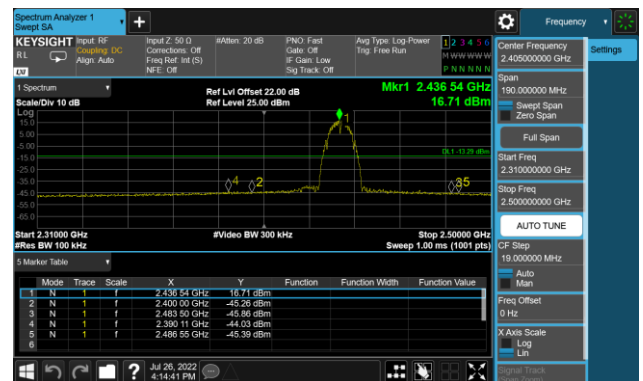 Spectrum Analyzer 1
Swept SA
+
Frequency
KEYSIGHT Input: RF Input Z: 50 Ω #Atten: 20 dB PNO: Fast Avg Type: Log-Power 1 2 3 4 5 6
RL Coupling: DC Corrections: Off Gate: Off Trig: Free Run M W W W W W
Align: Auto Freq Ref: Int (S) IF Gain: Low
LXI NFE: Off Sig Track: Off P N N N N N
Center Frequency
2.405000000 GHz
Settings
Span
190.000000 MHz
Swept Span
Zero Span
Full Span
Start Freq
2.310000000 GHz
Stop Freq
2.500000000 GHz
AUTO TUNE
CF Step
19.000000 MHz
Auto
Man
Freq Offset
0 Hz
X Axis Scale
Log
Lin
Signal Track
1 Spectrum Ref Lvl Offset 22.00 dB Mkr1 2.436 54 GHz
Scale/Div 10 dB Ref Level 25.00 dBm 16.71 dBm
Log
15.0
5.00
-5.00
-15.0
-25.0
-35.0
-45.0
-55.0
-65.0
1
DL1 -13.29 dBm
4 2 3 5
Start 2.31000 GHz #Video BW 300 kHz Stop 2.50000 GHz
#Res BW 100 kHz Sweep 1.00 ms (1001 pts)
5 Marker Table
Mode Trace Scale X Y Function Function Width Function Value
1 N 1 f 2.436 54 GHz 16.71 dBm
2 N 1 f 2.400 00 GHz -45.26 dBm
3 N 1 f 2.483 50 GHz -45.86 dBm
4 N 1 f 2.390 11 GHz -44.03 dBm
5 N 1 f 2.486 55 GHz -45.39 dBm
6
? Jul 26, 2022
4:14:41 PM